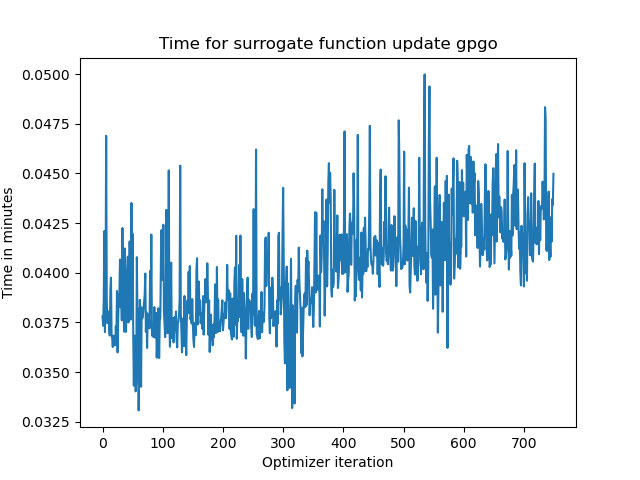 Time for surrogate function update gpgo
Time in minutes
0.0500
0.0475
0.0450
0.0425
0.0400
0.0375
0.0350
0.0325
0 100 200 300 400 500 600 700
Optimizer iteration